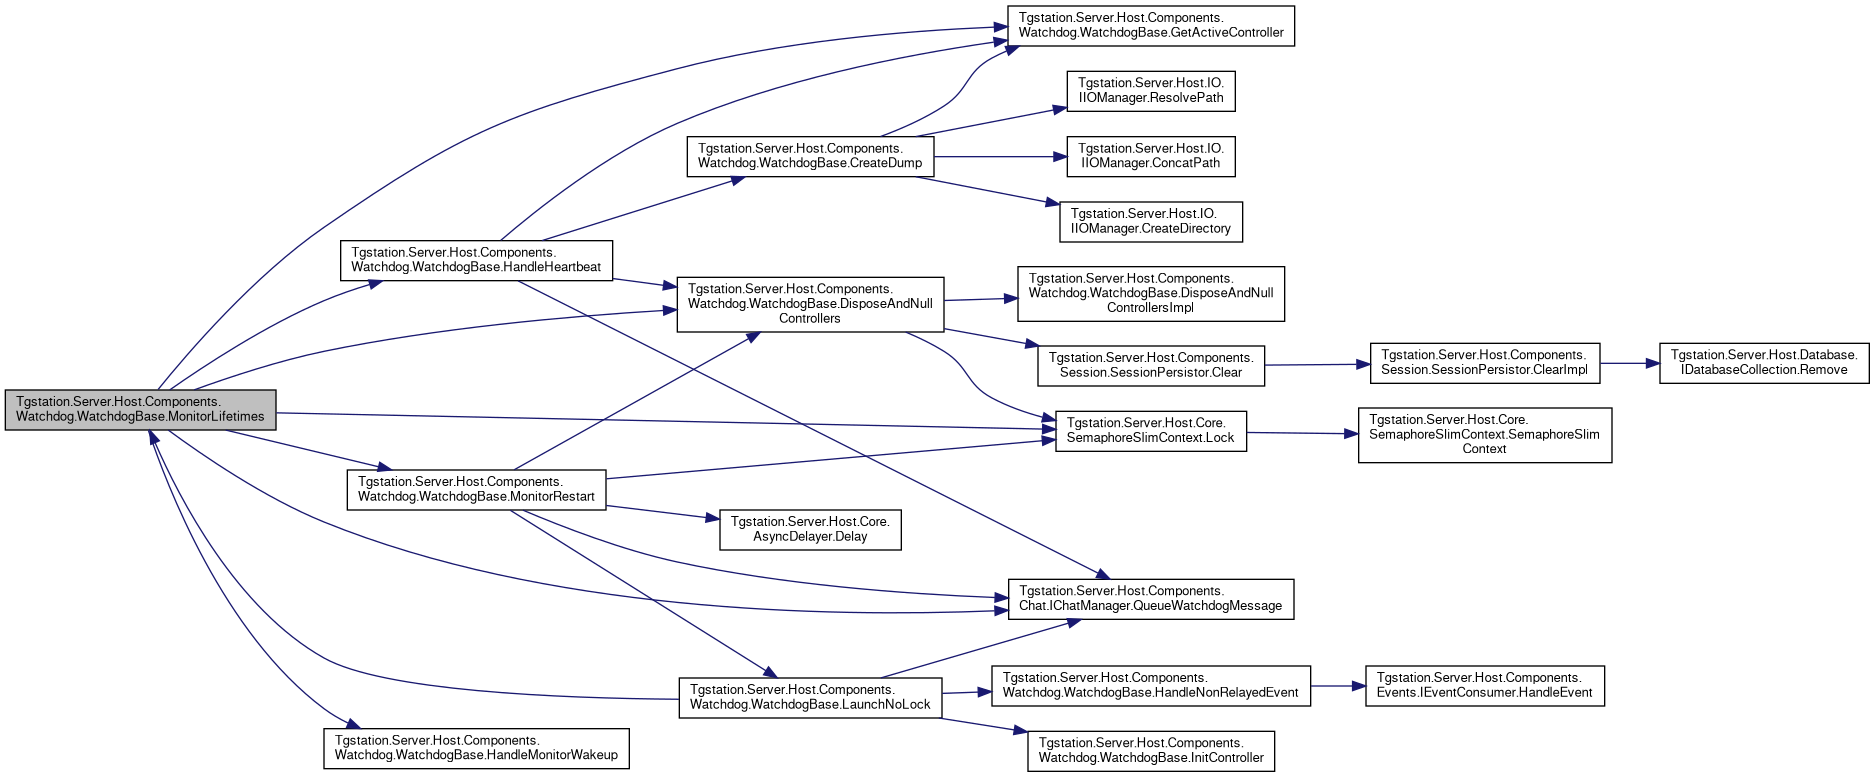 Tgstation.Server.Host.Components.
Watchdog.WatchdogBase.MonitorLifetimes
Tgstation.Server.Host.Components.
Watchdog.WatchdogBase.HandleHeartbeat
Tgstation.Server.Host.Components.
Watchdog.WatchdogBase.MonitorRestart
Tgstation.Server.Host.Components.
Watchdog.WatchdogBase.HandleMonitorWakeup
Tgstation.Server.Host.Components.
Watchdog.WatchdogBase.CreateDump
Tgstation.Server.Host.Components.
Watchdog.WatchdogBase.DisposeAndNull
Controllers
Tgstation.Server.Host.Core.
AsyncDelayer.Delay
Tgstation.Server.Host.Components.
Watchdog.WatchdogBase.LaunchNoLock
Tgstation.Server.Host.Components.
Watchdog.WatchdogBase.GetActiveController
Tgstation.Server.Host.IO.
IIOManager.ResolvePath
Tgstation.Server.Host.IO.
IIOManager.ConcatPath
Tgstation.Server.Host.IO.
IIOManager.CreateDirectory
Tgstation.Server.Host.Components.
Watchdog.WatchdogBase.DisposeAndNull
ControllersImpl
Tgstation.Server.Host.Components.
Session.SessionPersistor.Clear
Tgstation.Server.Host.Core.
SemaphoreSlimContext.Lock
Tgstation.Server.Host.Components.
Chat.IChatManager.QueueWatchdogMessage
Tgstation.Server.Host.Components.
Watchdog.WatchdogBase.HandleNonRelayedEvent
Tgstation.Server.Host.Components.
Watchdog.WatchdogBase.InitController
Tgstation.Server.Host.Components.
Session.SessionPersistor.ClearImpl
Tgstation.Server.Host.Core.
SemaphoreSlimContext.SemaphoreSlim
Context
Tgstation.Server.Host.Components.
Events.IEventConsumer.HandleEvent
Tgstation.Server.Host.Database.
IDatabaseCollection.Remove